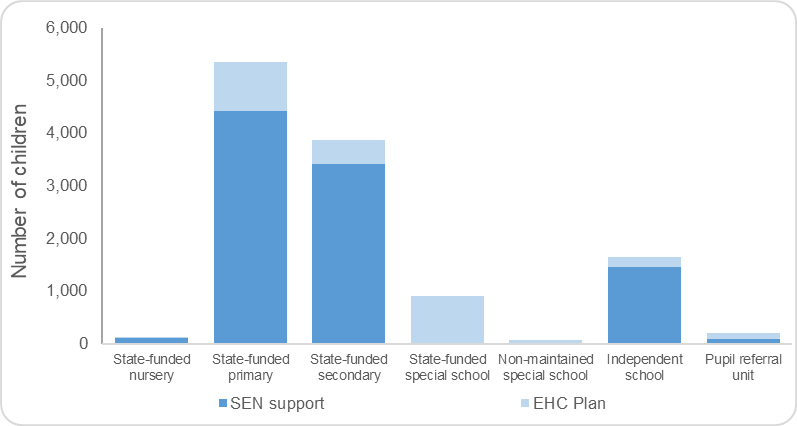 6,000
5,000
4,000
3,000
2,000
1,000
0
Number of children
State-funded nursery
State-funded primary
State-funded secondary
State-funded special school
Non-maintained special school
Independent school
Pupil referral unit
SEN support
EHC Plan